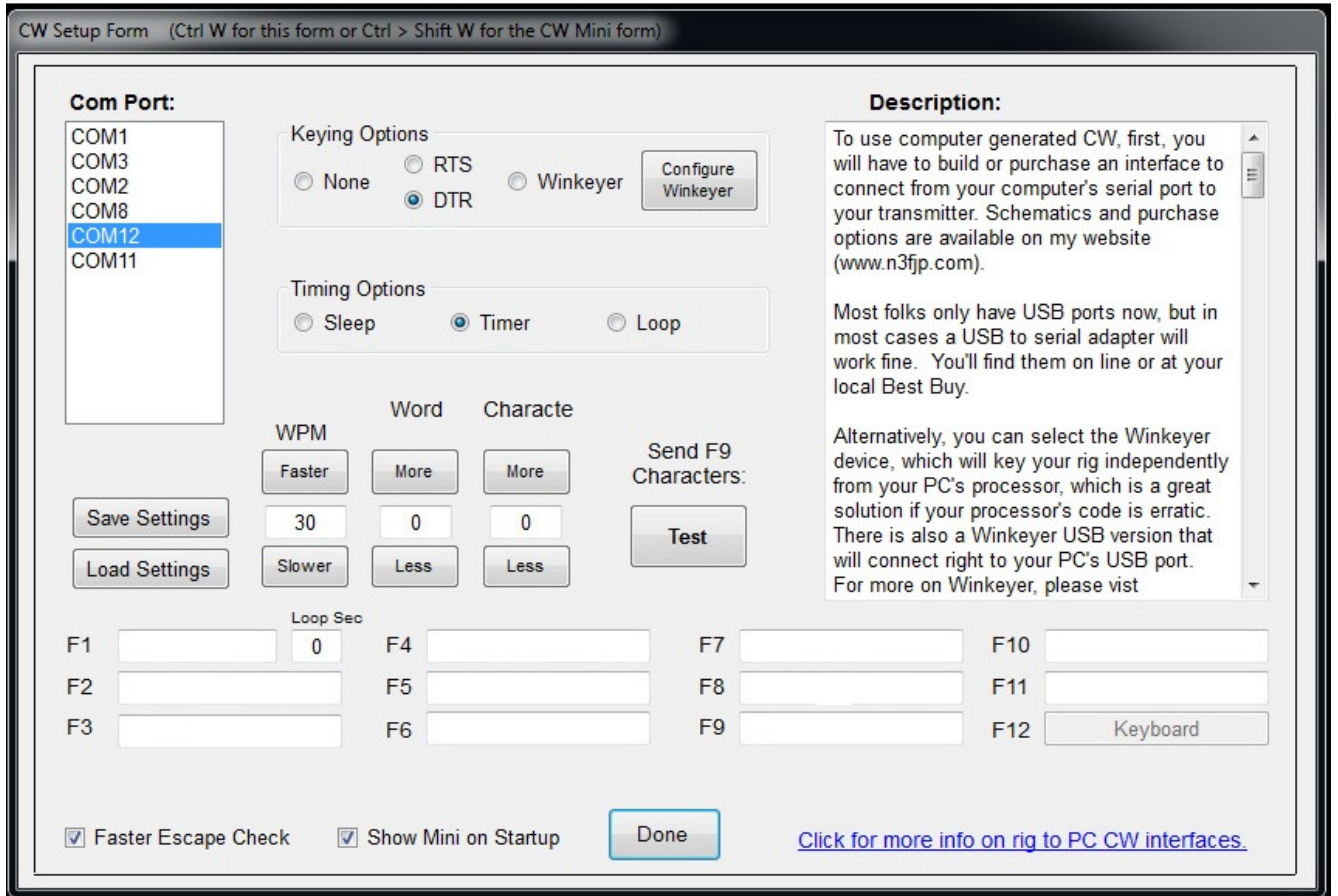 CW Setup Form (Ctrl W for this form or Ctrl > Shift W for the CW Mini form)
Com Port:
COM1
COM3
COM2
COM8
COM12
COM11
Keying Options
None
RTS
DTR
Winkeyer
Configure
Winkeyer
Timing Options
Sleep
Timer
Loop
Description:
To use computer generated CW, first, you
will have to build or purchase an interface to
connect from your computer's serial port to
your transmitter. Schematics and purchase
options are available on my website
(www.n3fjp.com).
Most folks only have USB ports now, but in
most cases a USB to serial adapter will
work fine. You'll find them on line or at your
local Best Buy.
Alternatively, you can select the Winkeyer
device, which will key your rig independently
from your PC's processor, which is a great
solution if your processor's code is erratic.
There is also a Winkeyer USB version that
will connect right to your PC's USB port.
For more on Winkeyer, please vist
WPM
Word
Characte
Faster
More
More
30
0
0
Slower
Less
Less
Send F9
Characters:
Test
Save Settings
Load Settings
Loop Sec
F1
0
F4
F7
F10
F2
F5
F8
F11
F3
F6
F9
F12
Keyboard
Faster Escape Check
Show Mini on Startup
Done
Click for more info on rig to PC CW interfaces.